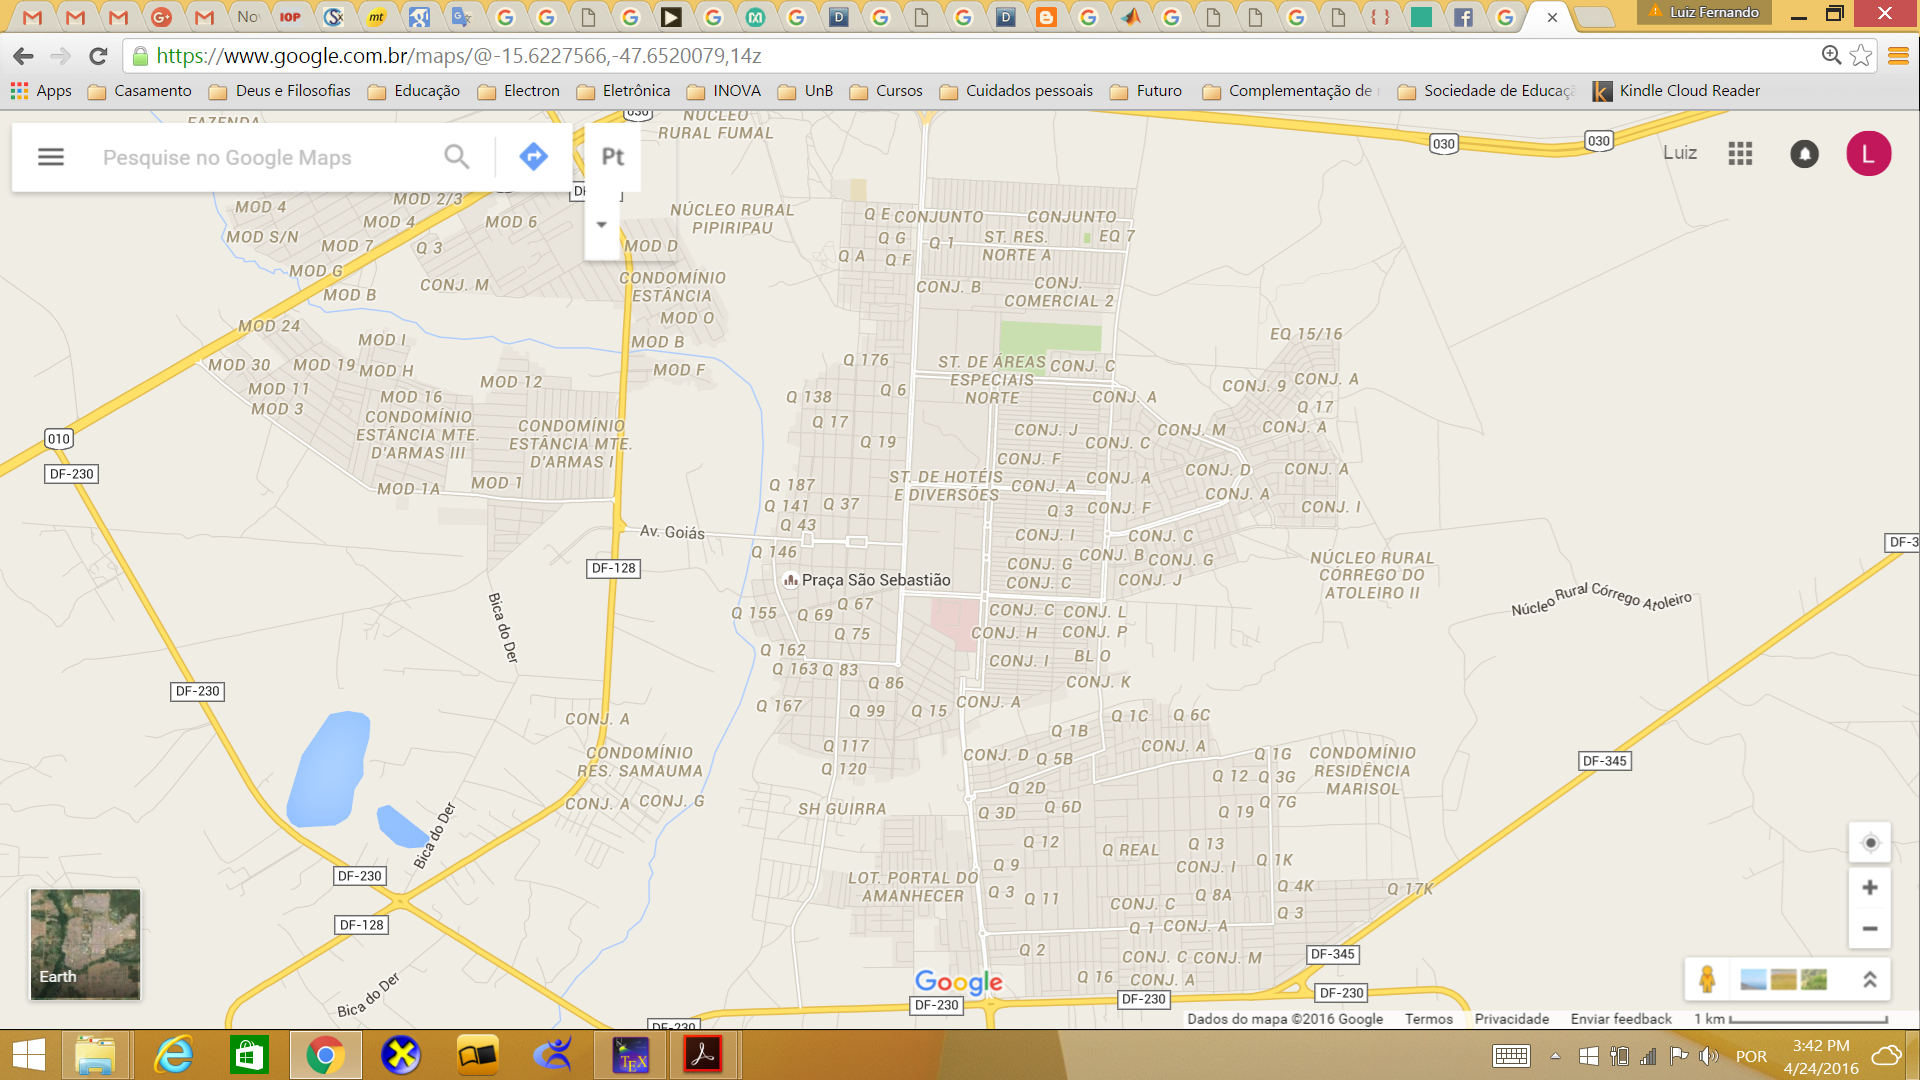 Luiz Fernando
https://www.google.com.br/maps/@-15.6227566,-47.6520079,14z
Apps Casamento Deus e Filosofias Educação Electron Eletrônica INOVA UnB Cursos Cuidados pessoais Futuro Complementação de Sociedade de Educaçã Kindle Cloud Reader
Pesquise no Google Maps
Pt
Luiz
L
030
030
030
FAZENDA
NÚCLEO
RURAL FUMAL
MOD 2/3
MOD 4
MOD 4
MOD 6
MOD S/N
MOD 7
Q 3
MOD G
CONJ. M
MOD B
NÚCLEO RURAL
PIPIRIPAU
MOD D
CONDOMÍNIO
ESTÂNCIA
MOD O
MOD B
MOD F
MOD 24
MOD I
MOD 30
MOD 19
MOD H
MOD 11
MOD 16
MOD 12
MOD 3
CONDOMÍNIO
ESTÂNCIA MTE.
D'ARMAS III
CONDOMÍNIO
ESTÂNCIA MTE.
D'ARMAS I
MOD 1A
MOD 1
010
DF-230
Q E
CONJUNTO
CONJUNTO
Q G
Q 1
ST. RES.
NORTE A
EQ 7
Q A
Q F
CONJ. B
CONJ.
COMERCIAL 2
Q 176
ST. DE ÁREAS
ESPECIAIS
NORTE
CONJ. C
Q 6
Q 138
Q 17
Q 19
CONJ. A
EQ 15/16
CONJ. 9
CONJ. A
Q 17
CONJ. A
CONJ. J
CONJ. C
CONJ. M
CONJ. F
CONJ. D
CONJ. A
ST. DE HOTÉIS
E DIVERSÕES
CONJ. A
CONJ. A
CONJ. A
Q 187
Q 141
Q 37
Q 43
Q 3
CONJ. F
CONJ. I
Av. Goiás
Q 146
CONJ. I
CONJ. C
CONJ. B
CONJ. G
CONJ. G
CONJ. C
CONJ. J
DF-128
Praça São Sebastião
NÚCLEO RURAL
CÓRREGO DO
ATOLEIRO II
Núcleo Rural Córrego Atoleiro
DF-3
Bica do Der
Q 155
Q 67
Q 69
Q 75
CONJ. C
CONJ. L
CONJ. H
CONJ. P
Q 162
Q 163
Q 83
CONJ. I
BL O
Q 86
CONJ. K
DF-230
Q 167
Q 99
Q 15
CONJ. A
Q 1C
Q 6C
CONJ. A
Q 1B
Q 117
CONJ. D
Q 5B
CONJ. A
Q 1G
CONDOMÍNIO
RES. SAMAUMA
Q 120
Q 12
Q 3G
CONDOMÍNIO
RESIDÊNCIA
MARISOL
DF-345
CONJ. A
CONJ. G
SH GUIRRA
Q 2D
Q 3D
Q 6D
Q 7G
Q 19
Bica do Der
Q 12
Q REAL
Q 13
Q 9
CONJ. I
Q 1K
DF-230
LOT. PORTAL DO
AMANHECER
Q 3
Q 11
Q 8A
Q 4K
Q 17K
CONJ. C
Q 3
DF-128
Q 1
CONJ. A
Q 2
CONJ. C
CONJ. M
DF-345
Q 16
CONJ. A
Bica do Der
DF-230
DF-230
DF-230
DF-230
Earth
Google
Dados do mapa ©2016 Google Termos Privacidade Enviar feedback 1 km
POR
3:42 PM
4/24/2016